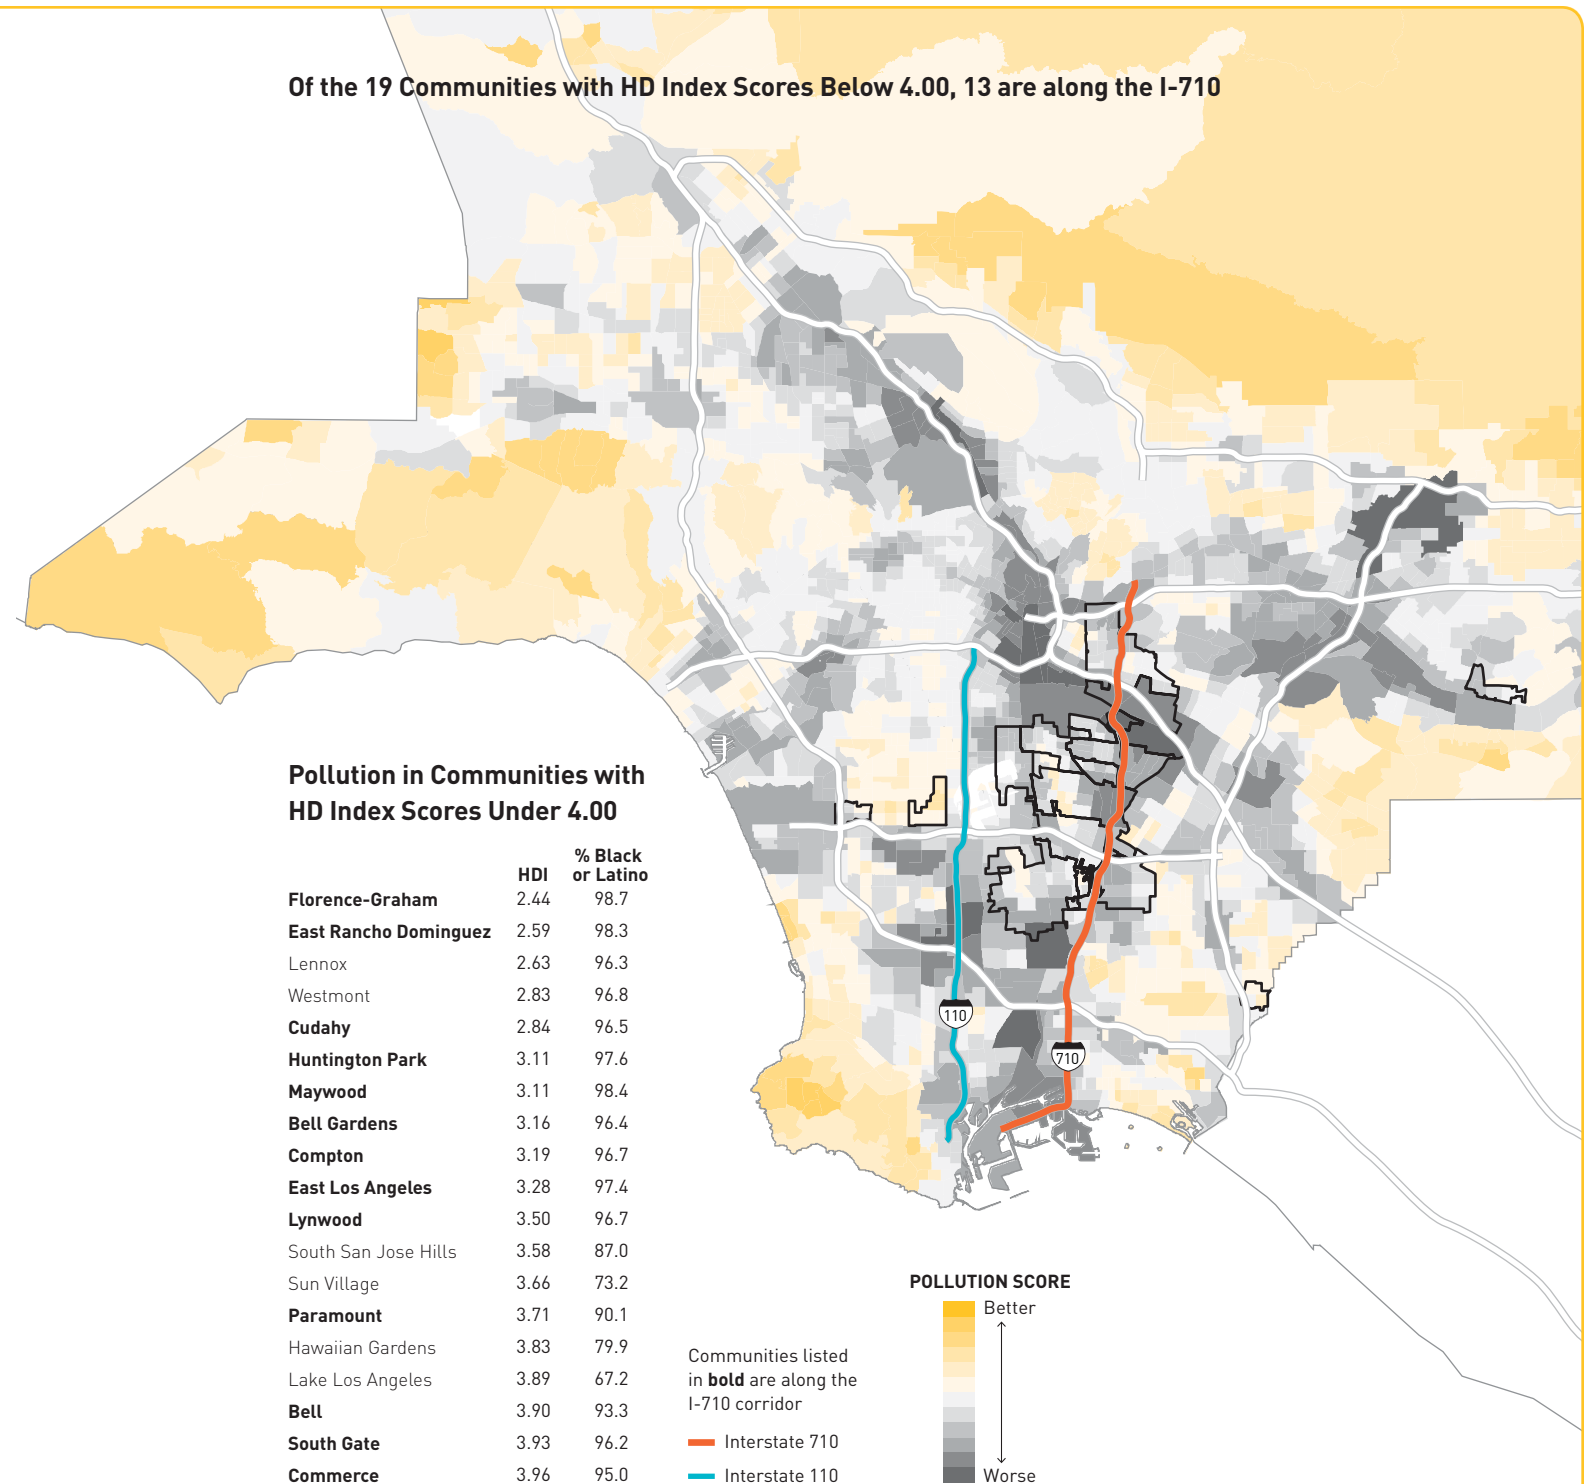 Of the 19 Communities with HD Index Scores Below 4.00, 13 are along the I-710
Pollution in Communities with
HD Index Scores Under 4.00
HDI % Black or Latino
Florence-Graham 2.44 98.7
East Rancho Dominguez 2.59 98.3
Lennox 2.63 96.3
Westmont 2.83 96.8
Cudahy 2.84 96.5
Huntington Park 3.11 97.6
Maywood 3.11 98.4
Bell Gardens 3.16 96.4
Compton 3.19 96.7
East Los Angeles 3.28 97.4
Lynwood 3.50 96.7
South San Jose Hills 3.58 87.0
Sun Village 3.66 73.2
Paramount 3.71 90.1
Hawaiian Gardens 3.83 79.9
Lake Los Angeles 3.89 67.2
Bell 3.90 93.3
South Gate 3.93 96.2
Commerce 3.96 95.0
110
710
Communities listed
in bold are along the
I-710 corridor
Interstate 710
Interstate 110
POLLUTION SCORE
Better
Worse